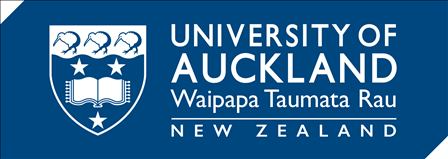 UNIVERSITY OF
AUCKLAND
Waipapa Taumata Rau
NEW ZEALAND